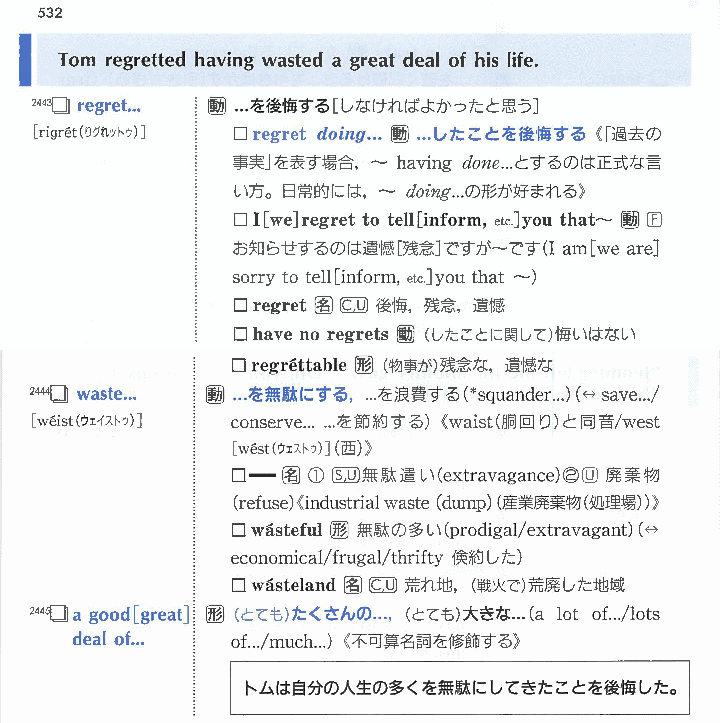 532
Tom regretted having wasted a great deal of his life.
2443 □ regret... 動 …を後悔する[しなければよかったと思う]
[rigrét(リグれットゥ)] □ regret doing... 動 …したことを後悔する《「過去の
事実」を表す場合, ~ having done...とするのは正式な言
い方。日常的には, ~ doing...の形が好まれる》
□ I[we]regret to tell[inform, etc.]you that~ 動 F
お知らせするのは遺憾[残念]ですが~です(I am[we are]
sorry to tell[inform, etc.]you that ~)
□ regret 名 C,U 後悔, 残念, 遺憾
□ have no regrets 動 (したことに関して)悔いはない
□ regréttable 形 (物事が)残念な, 遺憾な
2444 □ waste... 動 …を無駄にする, …を浪費する(*squander...)(↔ save.../
[wéist(ウェイストゥ)] conserve... …を節約する)《waist(胴回り)と同音/west
[wést(ウェストゥ)](西)》
□━ 名 ① S,U 無駄遣い(extravagance)② U 廃棄物
(refuse)《industrial waste (dump)(産業廃棄物(処理場))》
□ wásteful 形 無駄の多い(prodigal/extravagant)(↔
economical/frugal/thrifty 倹約した)
□ wásteland 名 C,U 荒れ地, (戦火で)荒廃した地域
2445 □ a good[great] 形 (とても)たくさんの…, (とても)大きな…(a lot of.../lots
deal of... of.../much...)《不可算名詞を修飾する》
トムは自分の人生の多くを無駄にしてきたことを後悔した。